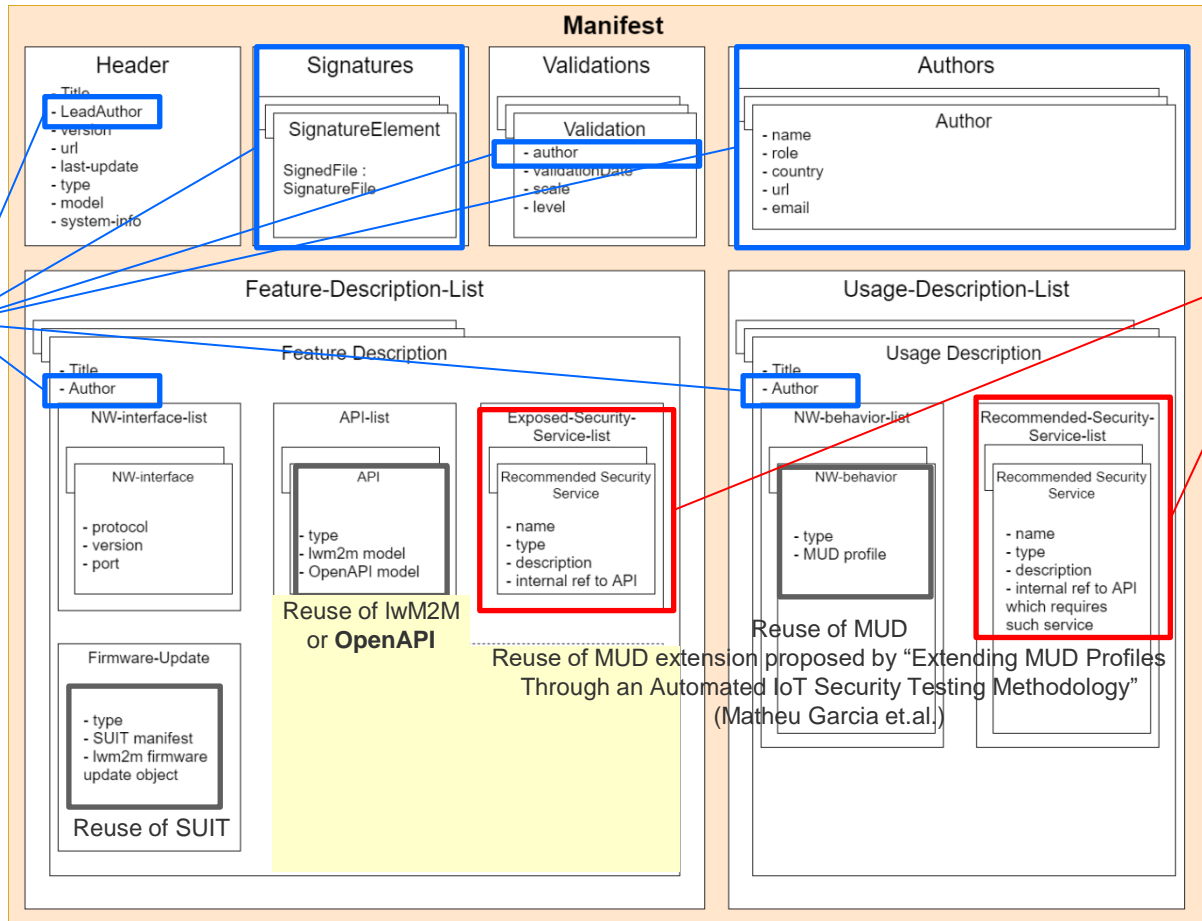 Manifest
Header
- Title
- LeadAuthor
- version
- url
- last-update
- type
- model
- system-info
Signatures
SignatureElement
SignedFile :
SignatureFile
Validations
Validation
- author
- validationDate
- scale
- level
Authors
Author
- name
- role
- country
- url
- email
Feature-Description-List
Feature Description
- Title
- Author
NW-interface-list
NW-interface
- protocol
- version
- port
API-list
API
- type
- lwm2m model
- OpenAPI model
Reuse of lwM2M
or OpenAPI
Exposed-Security-
Service-list
Recommended Security
Service
- name
- type
- description
- internal ref to API
Firmware-Update
- type
- SUIT manifest
- lwm2m firmware
update object
Reuse of SUIT
Usage-Description-List
Usage Description
- Title
- Author
NW-behavior-list
NW-behavior
- type
- MUD profile
Reuse of MUD
Recommended-Security-
Service-list
Recommended Security
Service
- name
- type
- description
- internal ref to API
which requires
such service
Reuse of MUD extension proposed by “Extending MUD Profiles
Through an Automated IoT Security Testing Methodology”
(Matheu Garcia et.al.)